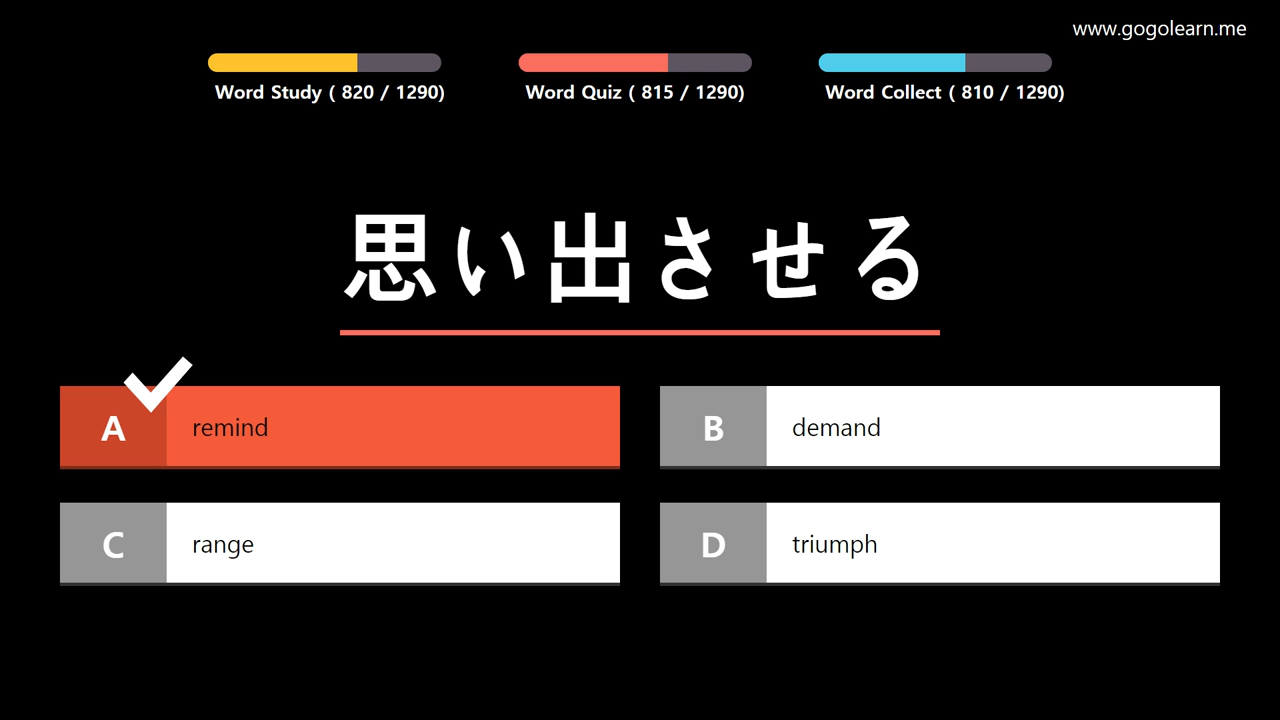 www.gogolearn.me
Word Study ( 820 / 1290)
Word Quiz ( 815 / 1290)
Word Collect ( 810 / 1290)
思い出させる
A remind
B demand
C range
D triumph